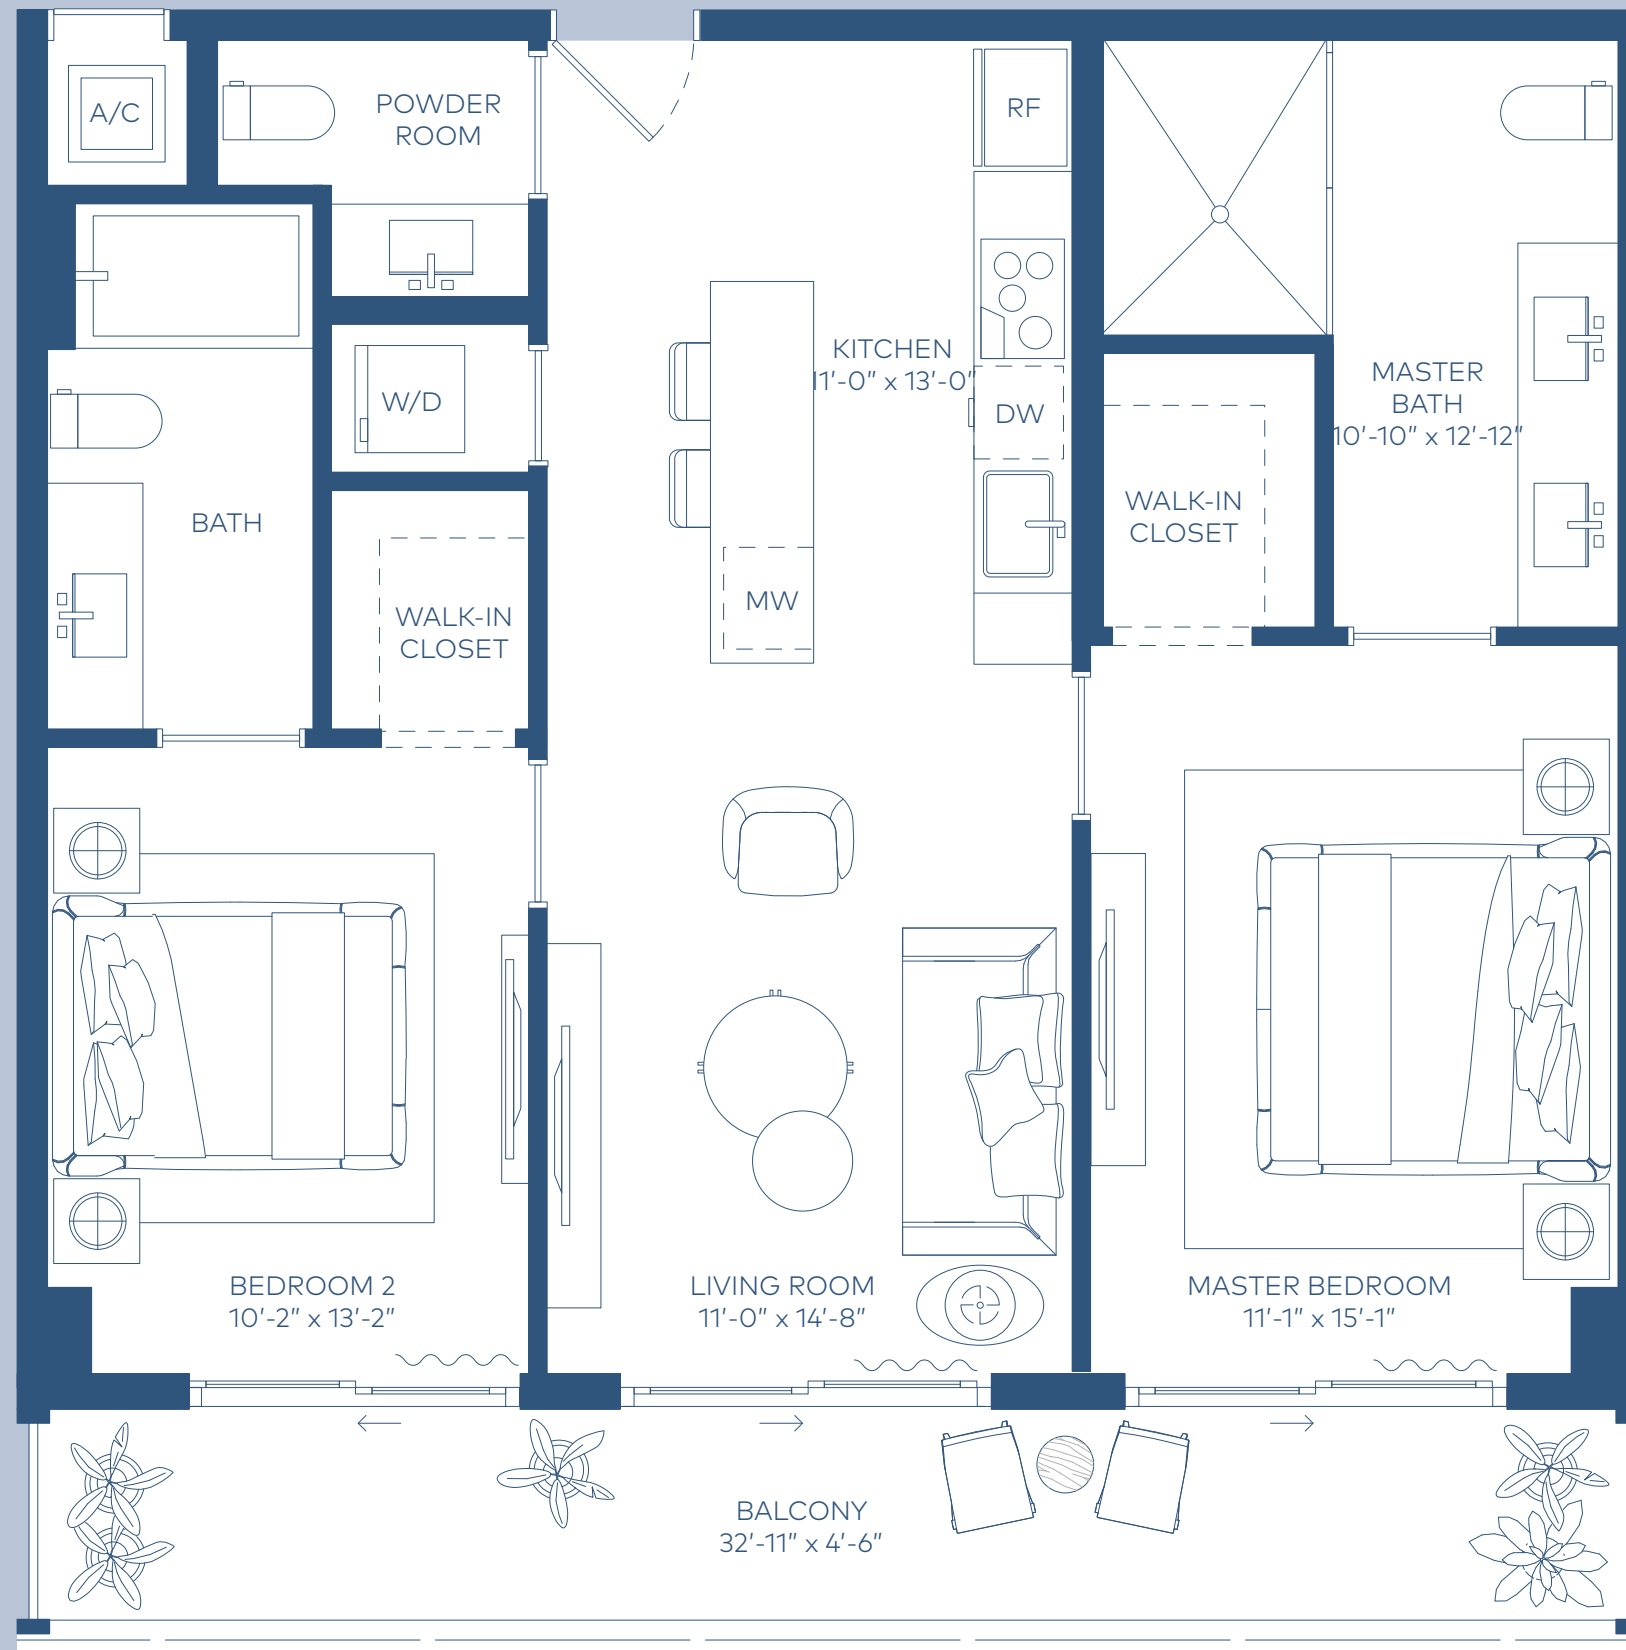 A/C
POWDER
ROOM
RF
KITCHEN
11'-0" x 13'-0"
MASTER
BATH
10'-10" x 12'-12"
W/D
DW
WALK-IN
CLOSET
BATH
MW
WALK-IN
CLOSET
BEDROOM 2
10'-2" x 13'-2"
LIVING ROOM
11'-0" x 14'-8"
MASTER BEDROOM
11'-1" x 15'-1"
BALCONY
32'-11" x 4'-6"